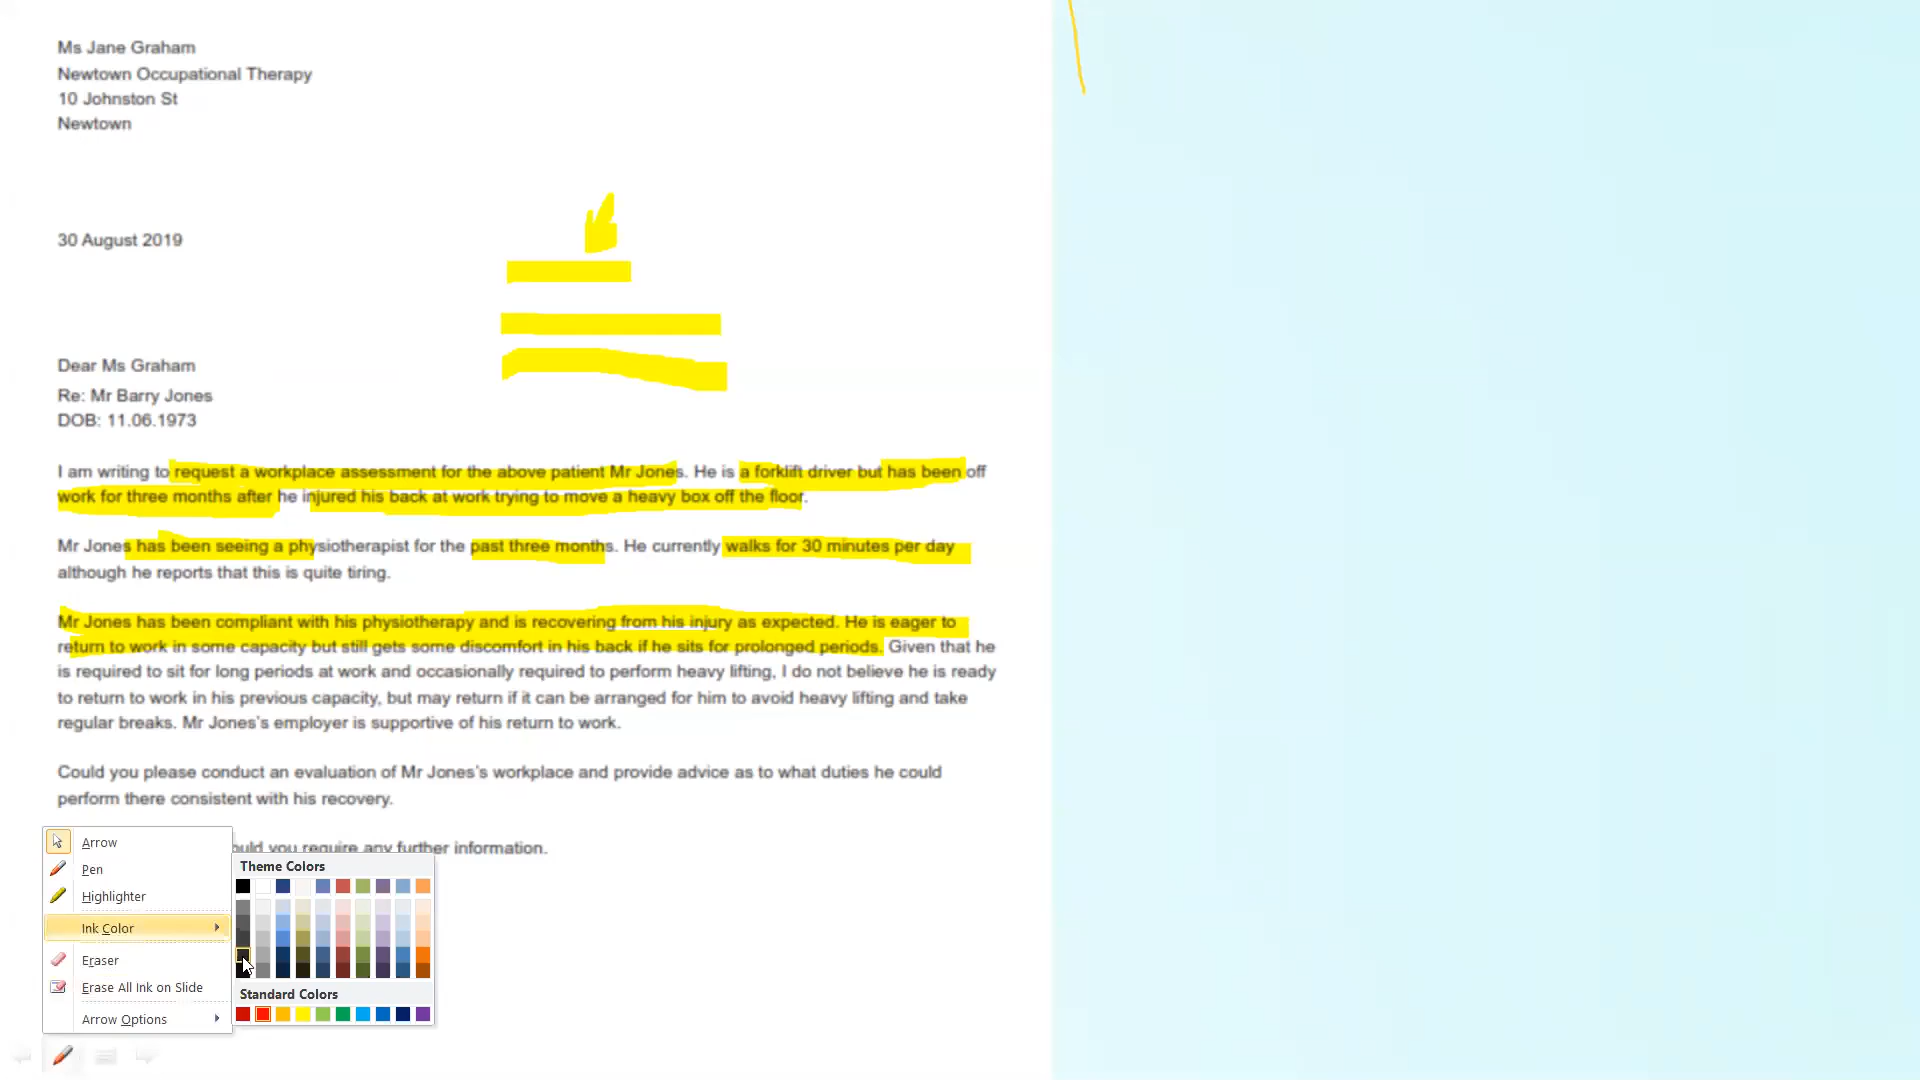 Ms Jane Graham
Newtown Occupational Therapy
10 Johnston St
Newtown
30 August 2019
Dear Ms Graham
Re: Mr Barry Jones
DOB: 11.06.1973
I am writing to request a workplace assessment for the above patient Mr Jones. He is a forklift driver but has been off
work for three months after he injured his back at work trying to move a heavy box off the floor.
Mr Jones has been seeing a physiotherapist for the past three months. He currently walks for 30 minutes per day
although he reports that this is quite tiring.
Mr Jones has been compliant with his physiotherapy and is recovering from his injury as expected. He is eager to
return to work in some capacity but still gets some discomfort in his back if he sits for prolonged periods. Given that he
is required to sit for long periods at work and occasionally required to perform heavy lifting, I do not believe he is ready
to return to work in his previous capacity, but may return if it can be arranged for him to avoid heavy lifting and take
regular breaks. Mr Jones's employer is supportive of his return to work.
Could you please conduct an evaluation of Mr Jones's workplace and provide advice as to what duties he could
perform there consistent with his recovery.
you require any further information.
Arrow
Pen
Highlighter
Ink Color
Eraser
Erase All Ink on Slide
Arrow Options
Theme Colors
Standard Colors